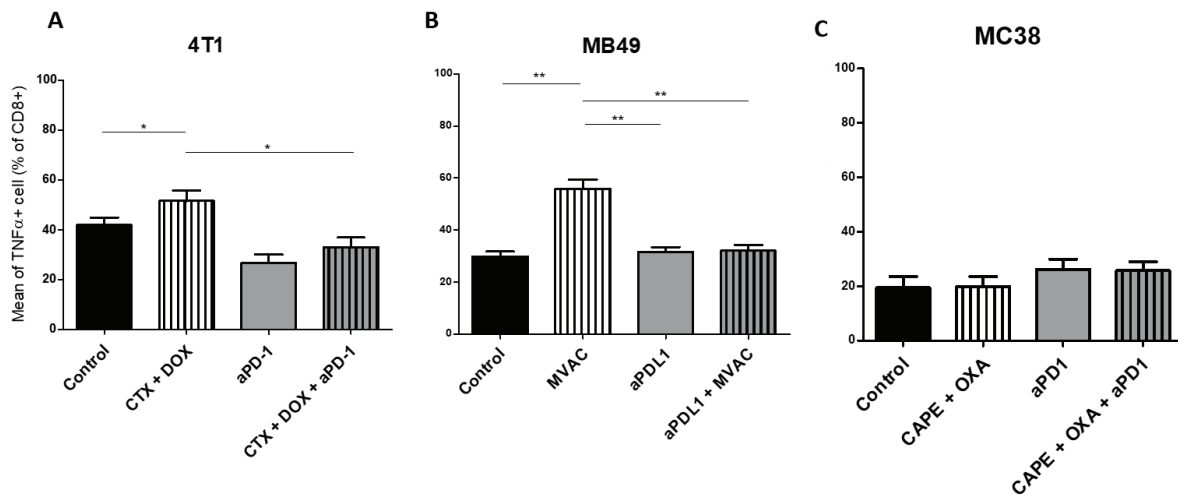 A
4T1
Mean of TNFα+ cell (% of CD8+)
100
80
60
40
20
0
*
*
Control
CTX + DOX
aPD-1
CTX + DOX + aPD-1
B
MB49
100
80
60
40
20
0
**
**
**
Control
MVAC
aPDL1
aPDL1 + MVAC
C
MC38
100
80
60
40
20
0
Control
CAPE + OXA
aPD1
CAPE + OXA + aPD1